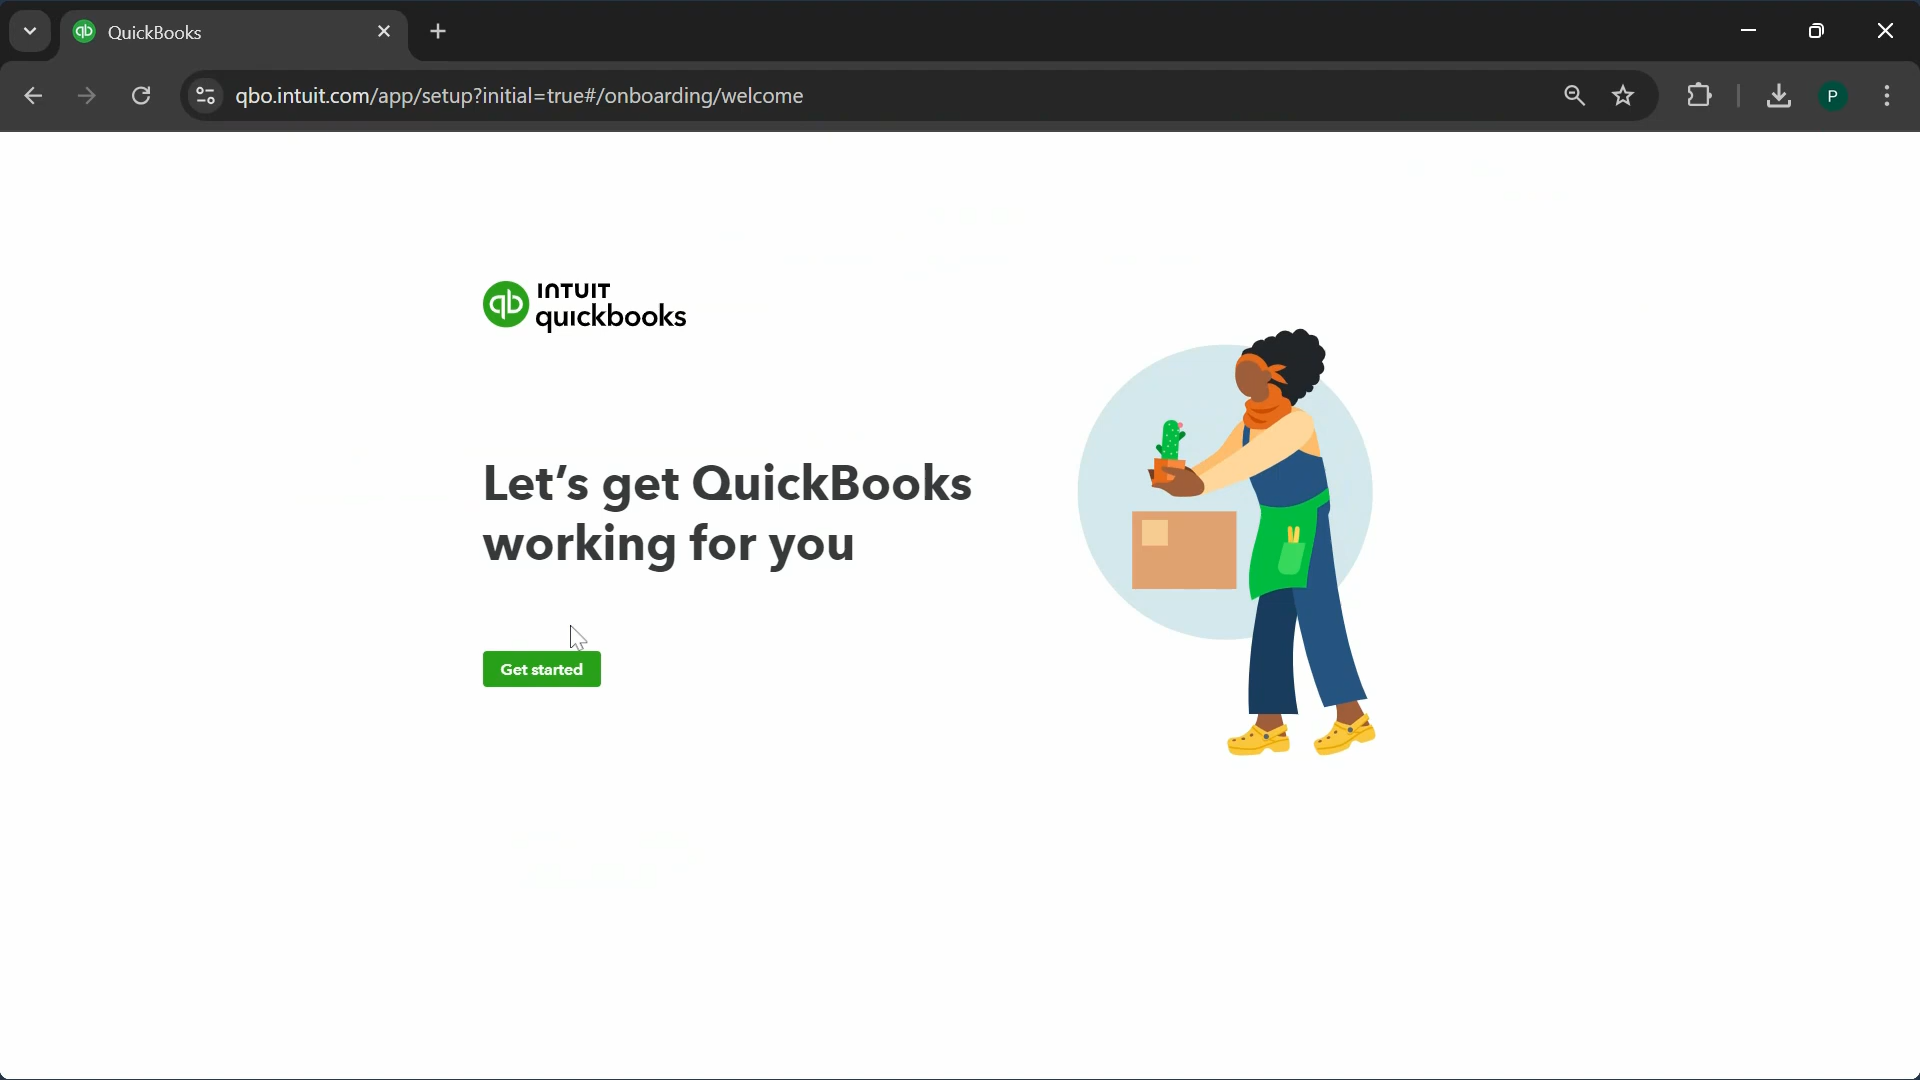 QuickBooks
qbo.intuit.com/app/setup?initial=true#/onboarding/welcome
P
qb INTUIT
quickbooks
Let's get QuickBooks
working for you
Get started